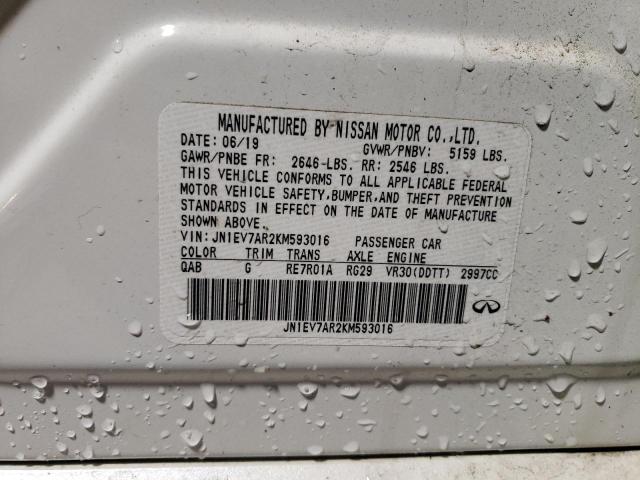 MANUFACTURED BY NISSAN MOTOR CO.,LTD.
DATE: 06/19 GVWR/PNBV: 5159 LBS.
GAWR/PNBE FR: 2646-LBS. RR: 2546 LBS.
THIS VEHICLE CONFORMS TO ALL APPLICABLE FEDERAL
MOTOR VEHICLE SAFETY,BUMPER,AND THEFT PREVENTION
STANDARDS IN EFFECT ON THE DATE OF MANUFACTURE
SHOWN ABOVE.
VIN:JN1EV7AR2KM593016 PASSENGER CAR
COLOR TRIM TRANS AXLE ENGINE
QAB G RE7R01A RG29 VR30(DDTT) 2997CC
JN1EV7AR2KM593016